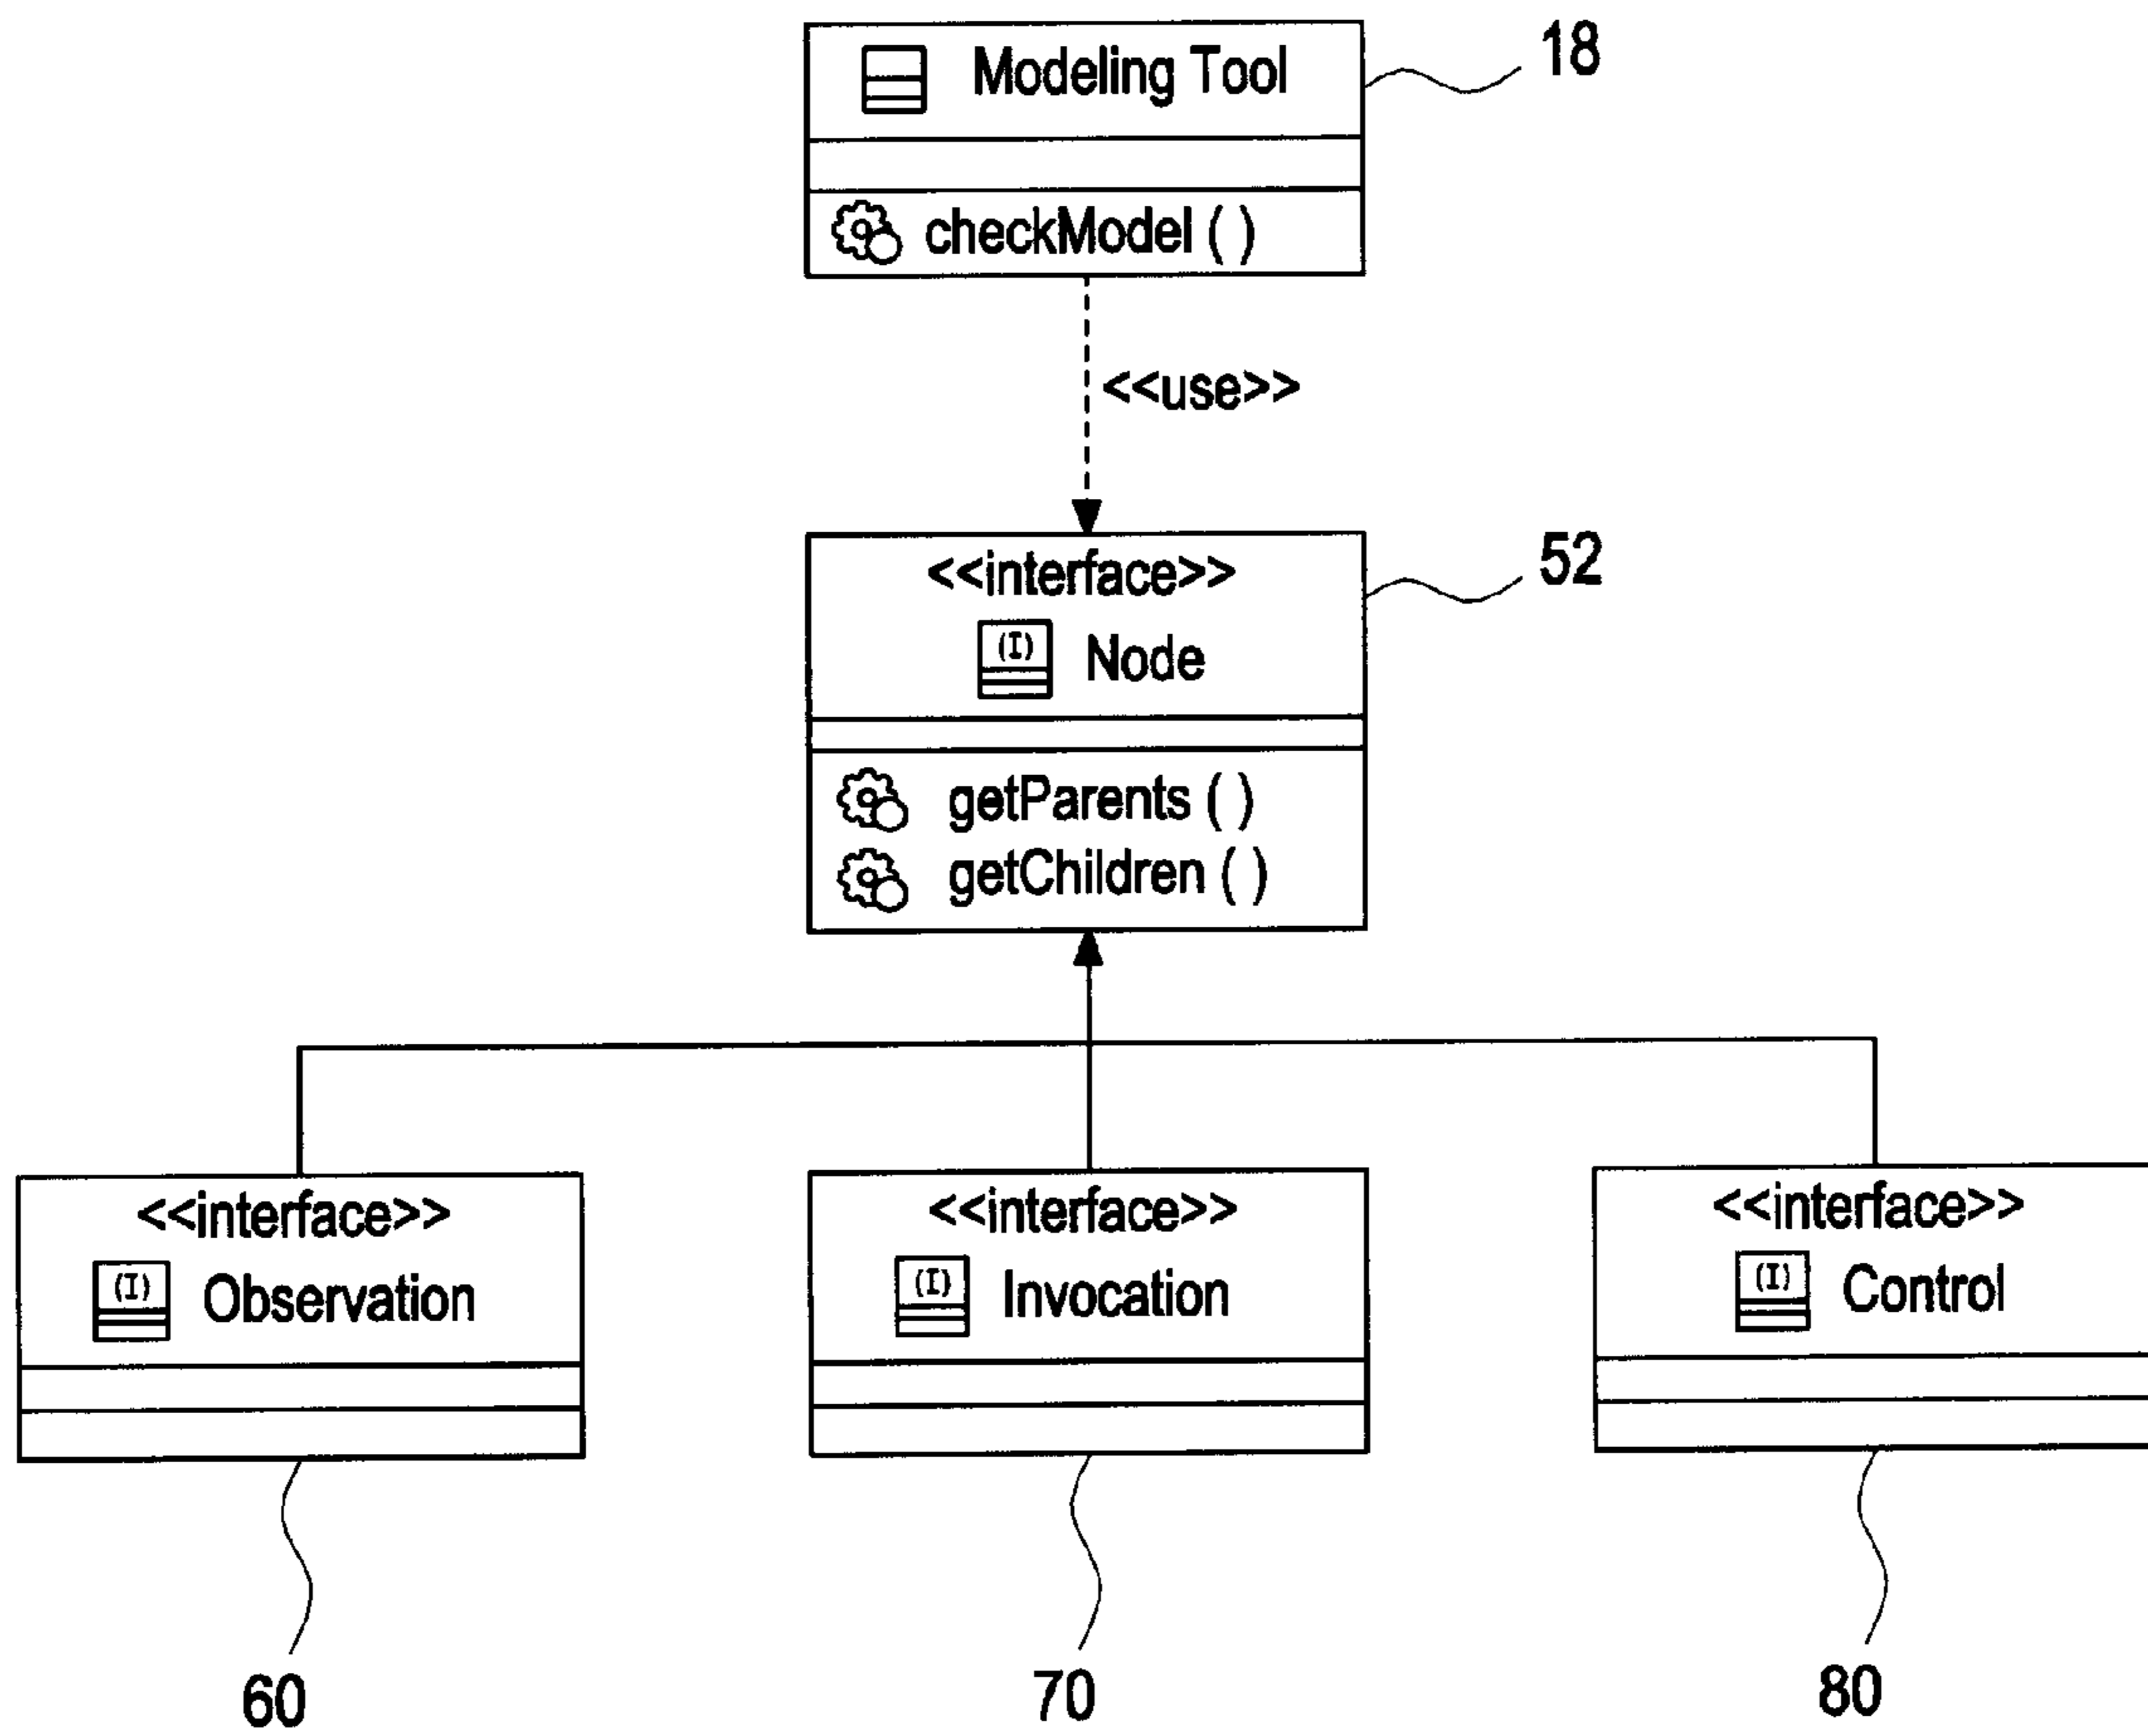 Modeling Tool
18
checkModel ( )
<<use>>
<<interface>>
52
(I) Node
getParents ( )
getChildren ( )
<<interface>>
(I) Observation
<<interface>>
(I) Invocation
<<interface>>
(I) Control
60
70
80